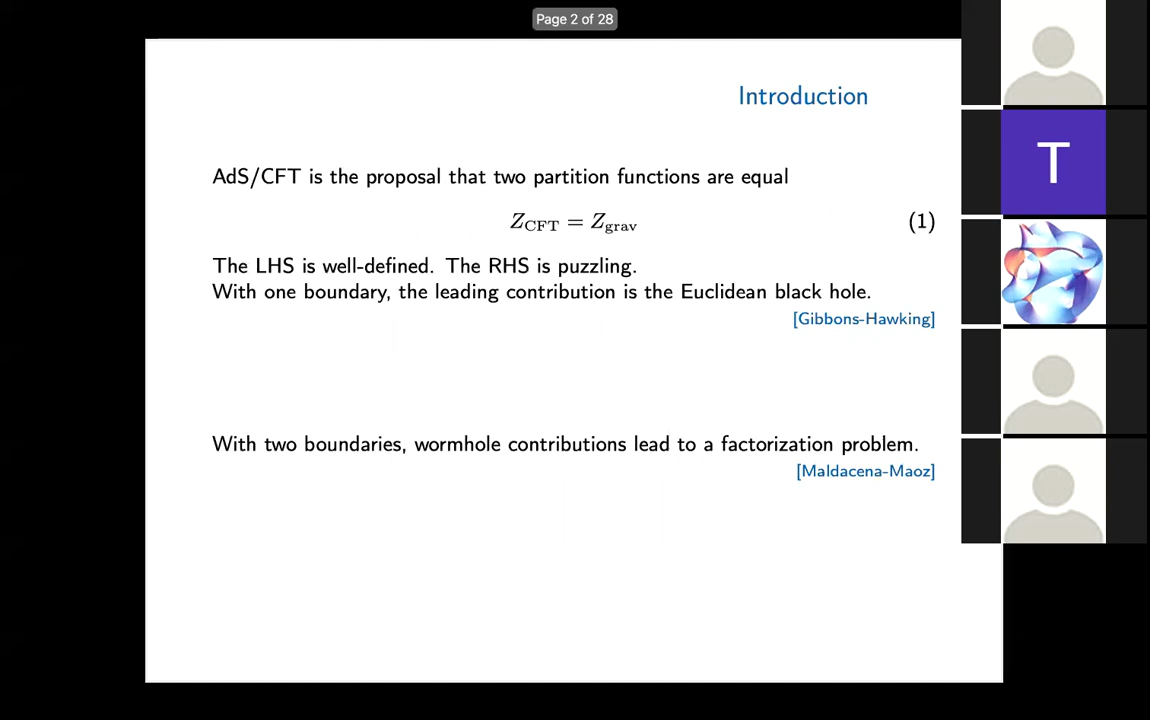 Page 2 of 28
Introduction
AdS/CFT is the proposal that two partition functions are equal
Z_CFT = Z_grav (1)
The LHS is well-defined. The RHS is puzzling.
With one boundary, the leading contribution is the Euclidean black hole.
[Gibbons-Hawking]
With two boundaries, wormhole contributions lead to a factorization problem.
[Maldacena-Maoz]
T